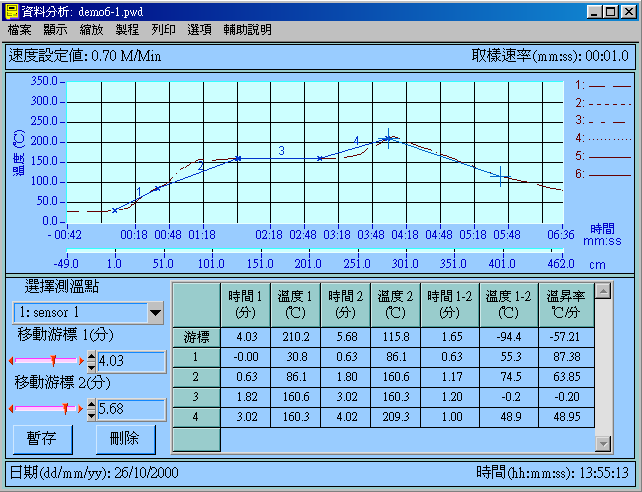 資料分析: demo6-1.pwd
檔案 顯示 縮放 製程 列印 選項 輔助說明
速度設定值: 0.70 M/Min 取樣速率(mm:ss): 00:01.0
350.0
300.0
250.0
200.0
150.0
100.0
50.0
0.0
溫度 (℃)
1 2 3 4
1:
2:
3:
4:
5:
6:
- 00:42 00:18 00:48 01:18 02:18 02:48 03:18 03:48 04:18 05:18 05:48 06:36
時間
mm:ss
-49.0 1.0 51.0 101.0 151.0 201.0 251.0 301.0 351.0 401.0 462.0 cm
選擇測溫點
1: sensor 1
移動游標 1(分)
4.03
移動游標 2(分)
5.68
暫存 刪除
時間 1 溫度 1 時間 2 溫度 2 時間 1-2 溫度 1-2 溫昇率
(分) (℃) (分) (℃) (分) (℃) ℃/分
游標 4.03 210.2 5.68 115.8 1.65 -94.4 -57.21
1 -0.00 30.8 0.63 86.1 0.63 55.3 87.38
2 0.63 86.1 1.80 160.6 1.17 74.5 63.85
3 1.82 160.6 3.02 160.3 1.20 -0.2 -0.20
4 3.02 160.3 4.02 209.3 1.00 48.9 48.95
日期(dd/mm/yy): 26/10/2000 時間(hh:mm:ss): 13:55:13